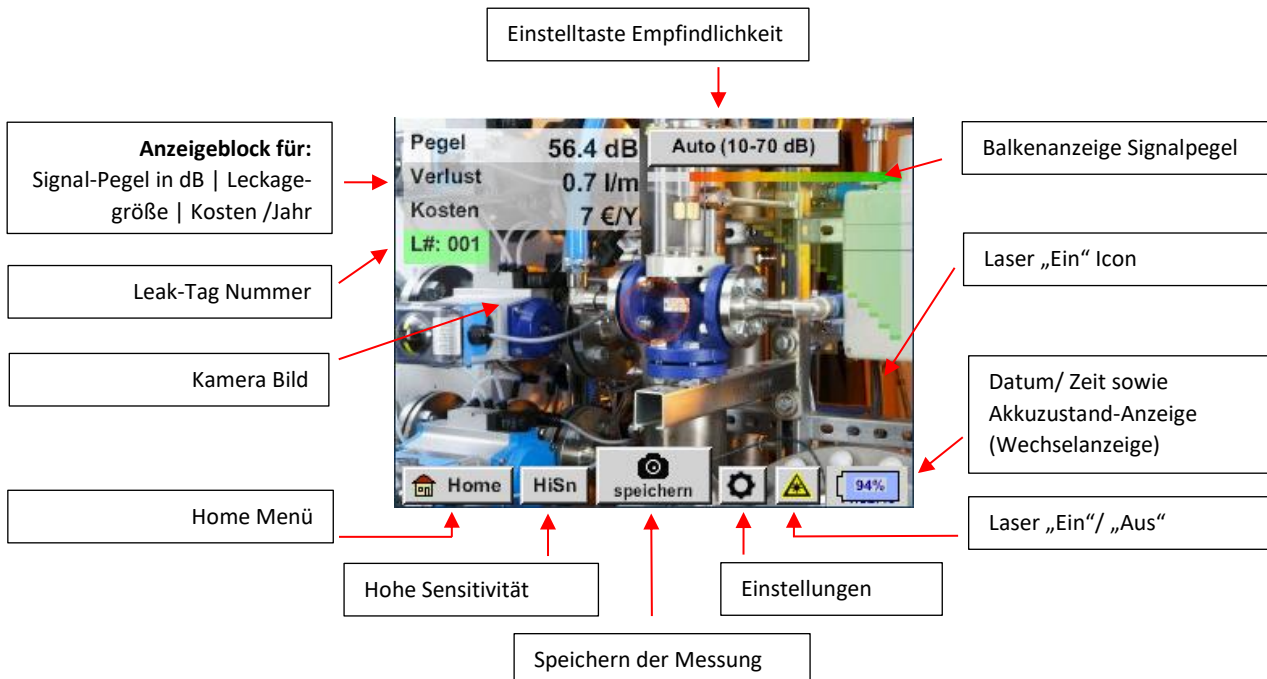 Einstelltaste Empfindlichkeit
Anzeigeblock für:
Signal-Pegel in dB | Leckage-
größe | Kosten /Jahr
Leak-Tag Nummer
Kamera Bild
Home Menü
Pegel 56.4 dB
Verlust 0.7 l/m
Kosten 7 €/Y
L#: 001
Auto (10-70 dB)
Home
HiSn
speichern
94%
Balkenanzeige Signalpegel
Laser „Ein“ Icon
Datum/ Zeit sowie
Akkuzustand-Anzeige
(Wechselanzeige)
Laser „Ein“/ „Aus“
Hohe Sensitivität
Einstellungen
Speichern der Messung